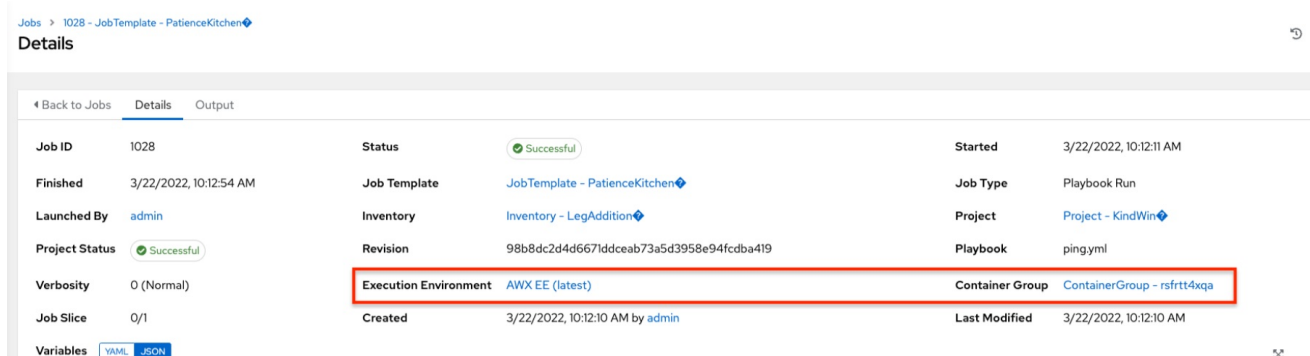 Jobs > 1028 - JobTemplate - PatienceKitchen�
Details
Back to Jobs Details Output
Job ID 1028 Status Successful Started 3/22/2022, 10:12:11 AM
Finished 3/22/2022, 10:12:54 AM Job Template JobTemplate - PatienceKitchen� Job Type Playbook Run
Launched By admin Inventory Inventory - LegAddition� Project Project - KindWin�
Project Status Successful Revision 98b8dc2d4d6671ddceab73a5d3958e94fcdba419 Playbook ping.yml
Verbosity 0 (Normal) Execution Environment AWX EE (latest) Container Group ContainerGroup - rsfrtt4xqa
Job Slice 0/1 Created 3/22/2022, 10:12:10 AM by admin Last Modified 3/22/2022, 10:12:10 AM
Variables YAML JSON